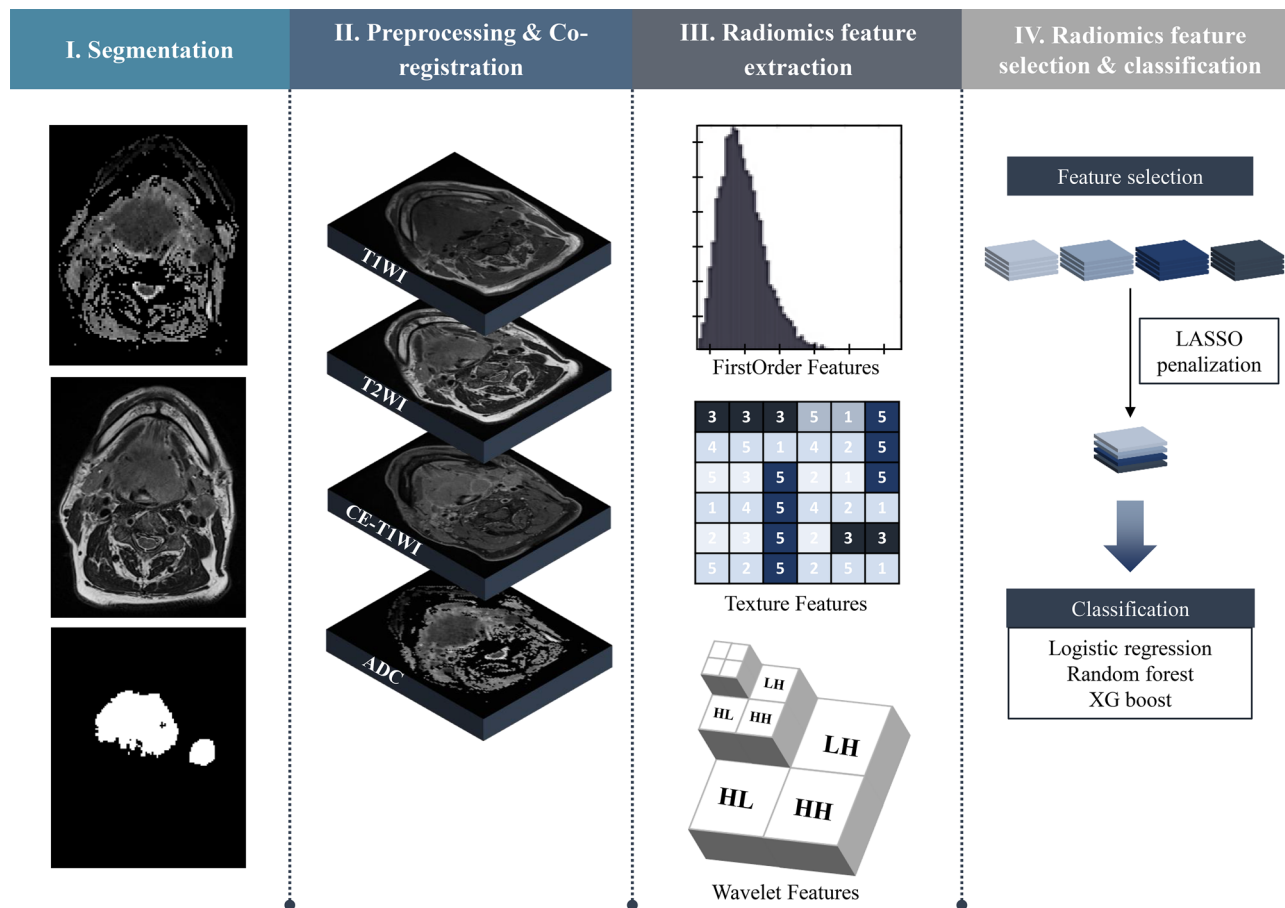 I. Segmentation
II. Preprocessing & Co-
registration
III. Radiomics feature
extraction
IV. Radiomics feature
selection & classification
T1WI
T2WI
CE-T1WI
ADC
FirstOrder Features
3 3 3 5 1 5
4 5 1 4 2 5
5 3 5 2 1 5
1 4 5 4 2 1
2 3 5 2 3 3
5 2 5 2 5 1
Texture Features
LH
HL HH
LH
HL HH
Wavelet Features
Feature selection
LASSO
penalization
Classification
Logistic regression
Random forest
XG boost